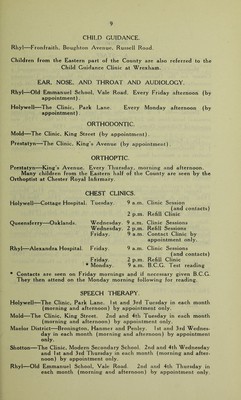 9
CHILD GUIDANCE.
Rhyl—Fronfraith, Boughton Avenue, Russell Road.
Children from the Eastern part of the County are also referred to the
Child Guidance Clinic at Wrexham.
EAR, NOSE, AND THROAT AND AUDIOLOGY.
Rhyl—Old Emmanuel School, Vale Road. Every Friday afternoon (by
appointment).
Holywell—The Clinic, Park Lane. Every Monday afternoon (by
appointment).
ORTHODONTIC.
Mold—The Clinic, King Street (by appointment).
Prestatyn—The Clinic, King's Avenue (by appointment).
ORTHOPTIC.
Prestatyn—King's Avenue. Every Thursday, morning and afternoon.
Many children from the Eastern half of the County are seen by the
Orthoptist at Chester Royal Infirmary.
CHEST CLINICS.
Holywell—Cottage Hospital. Tuesday. 9 a.m. Clinic Session
(and contacts)
2 p.m. Refill Clinic
Queensferry—Oaklands. Wednesday. 9 a.m. Clinic Sessions
Wednesday. 2 p.m. Refill Sessions
Friday. 9 a.m. Contact Clinic by
appointment only.
Rhyl—Alexandra Hospital. Friday. 9 a.m. Clinic Sessions
(and contacts)
Friday. 2 p.m. Refill Clinic
* Monday. 9 a.m. B.C.G. Test reading
* Contacts are seen on Friday mornings and if necessary given B.C.G.
They then attend on the Monday morning following for reading.
SPEECH THERAPY.
Holywell—The Clinic, Park Lane. 1st and 3rd Tuesday in each month
(morning and afternoon) by appointment only.
Mold—The Clinic, King Street. 2nd and 4th Tuesday in each month
(morning and afternoon) by appointment only.
Maelor District—Bronington, Hanmer and Penley. 1st and 3rd Wednes-
day in each month (morning and afternoon) by appointment
only.
Shotton—The Clinic, Modern Secondary School. 2nd and 4th Wednesday
and 1st and 3rd Thursday in each month (morning and after-
noon) by appointment only.
Rhyl—Old Emmanuel School, Vale Road. 2nd and 4th Thursday in
each month (morning and afternoon) by appointment only.